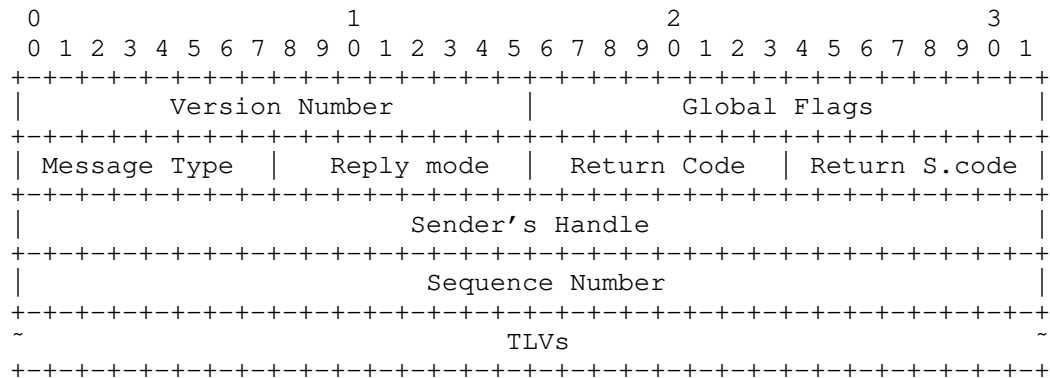 0                   1                   2                   3
0 1 2 3 4 5 6 7 8 9 0 1 2 3 4 5 6 7 8 9 0 1 2 3 4 5 6 7 8 9 0 1
+-+-+-+-+-+-+-+-+-+-+-+-+-+-+-+-+-+-+-+-+-+-+-+-+-+-+-+-+-+-+-+-+
|         Version Number        |         Global Flags          |
+-+-+-+-+-+-+-+-+-+-+-+-+-+-+-+-+-+-+-+-+-+-+-+-+-+-+-+-+-+-+-+-+
| Message Type  |   Reply mode  |  Return Code  | Return S.code |
+-+-+-+-+-+-+-+-+-+-+-+-+-+-+-+-+-+-+-+-+-+-+-+-+-+-+-+-+-+-+-+-+
|                        Sender’s Handle                        |
+-+-+-+-+-+-+-+-+-+-+-+-+-+-+-+-+-+-+-+-+-+-+-+-+-+-+-+-+-+-+-+-+
|                         Sequence Number                       |
+-+-+-+-+-+-+-+-+-+-+-+-+-+-+-+-+-+-+-+-+-+-+-+-+-+-+-+-+-+-+-+-+
~                              TLVs                             ~
+-+-+-+-+-+-+-+-+-+-+-+-+-+-+-+-+-+-+-+-+-+-+-+-+-+-+-+-+-+-+-+-+